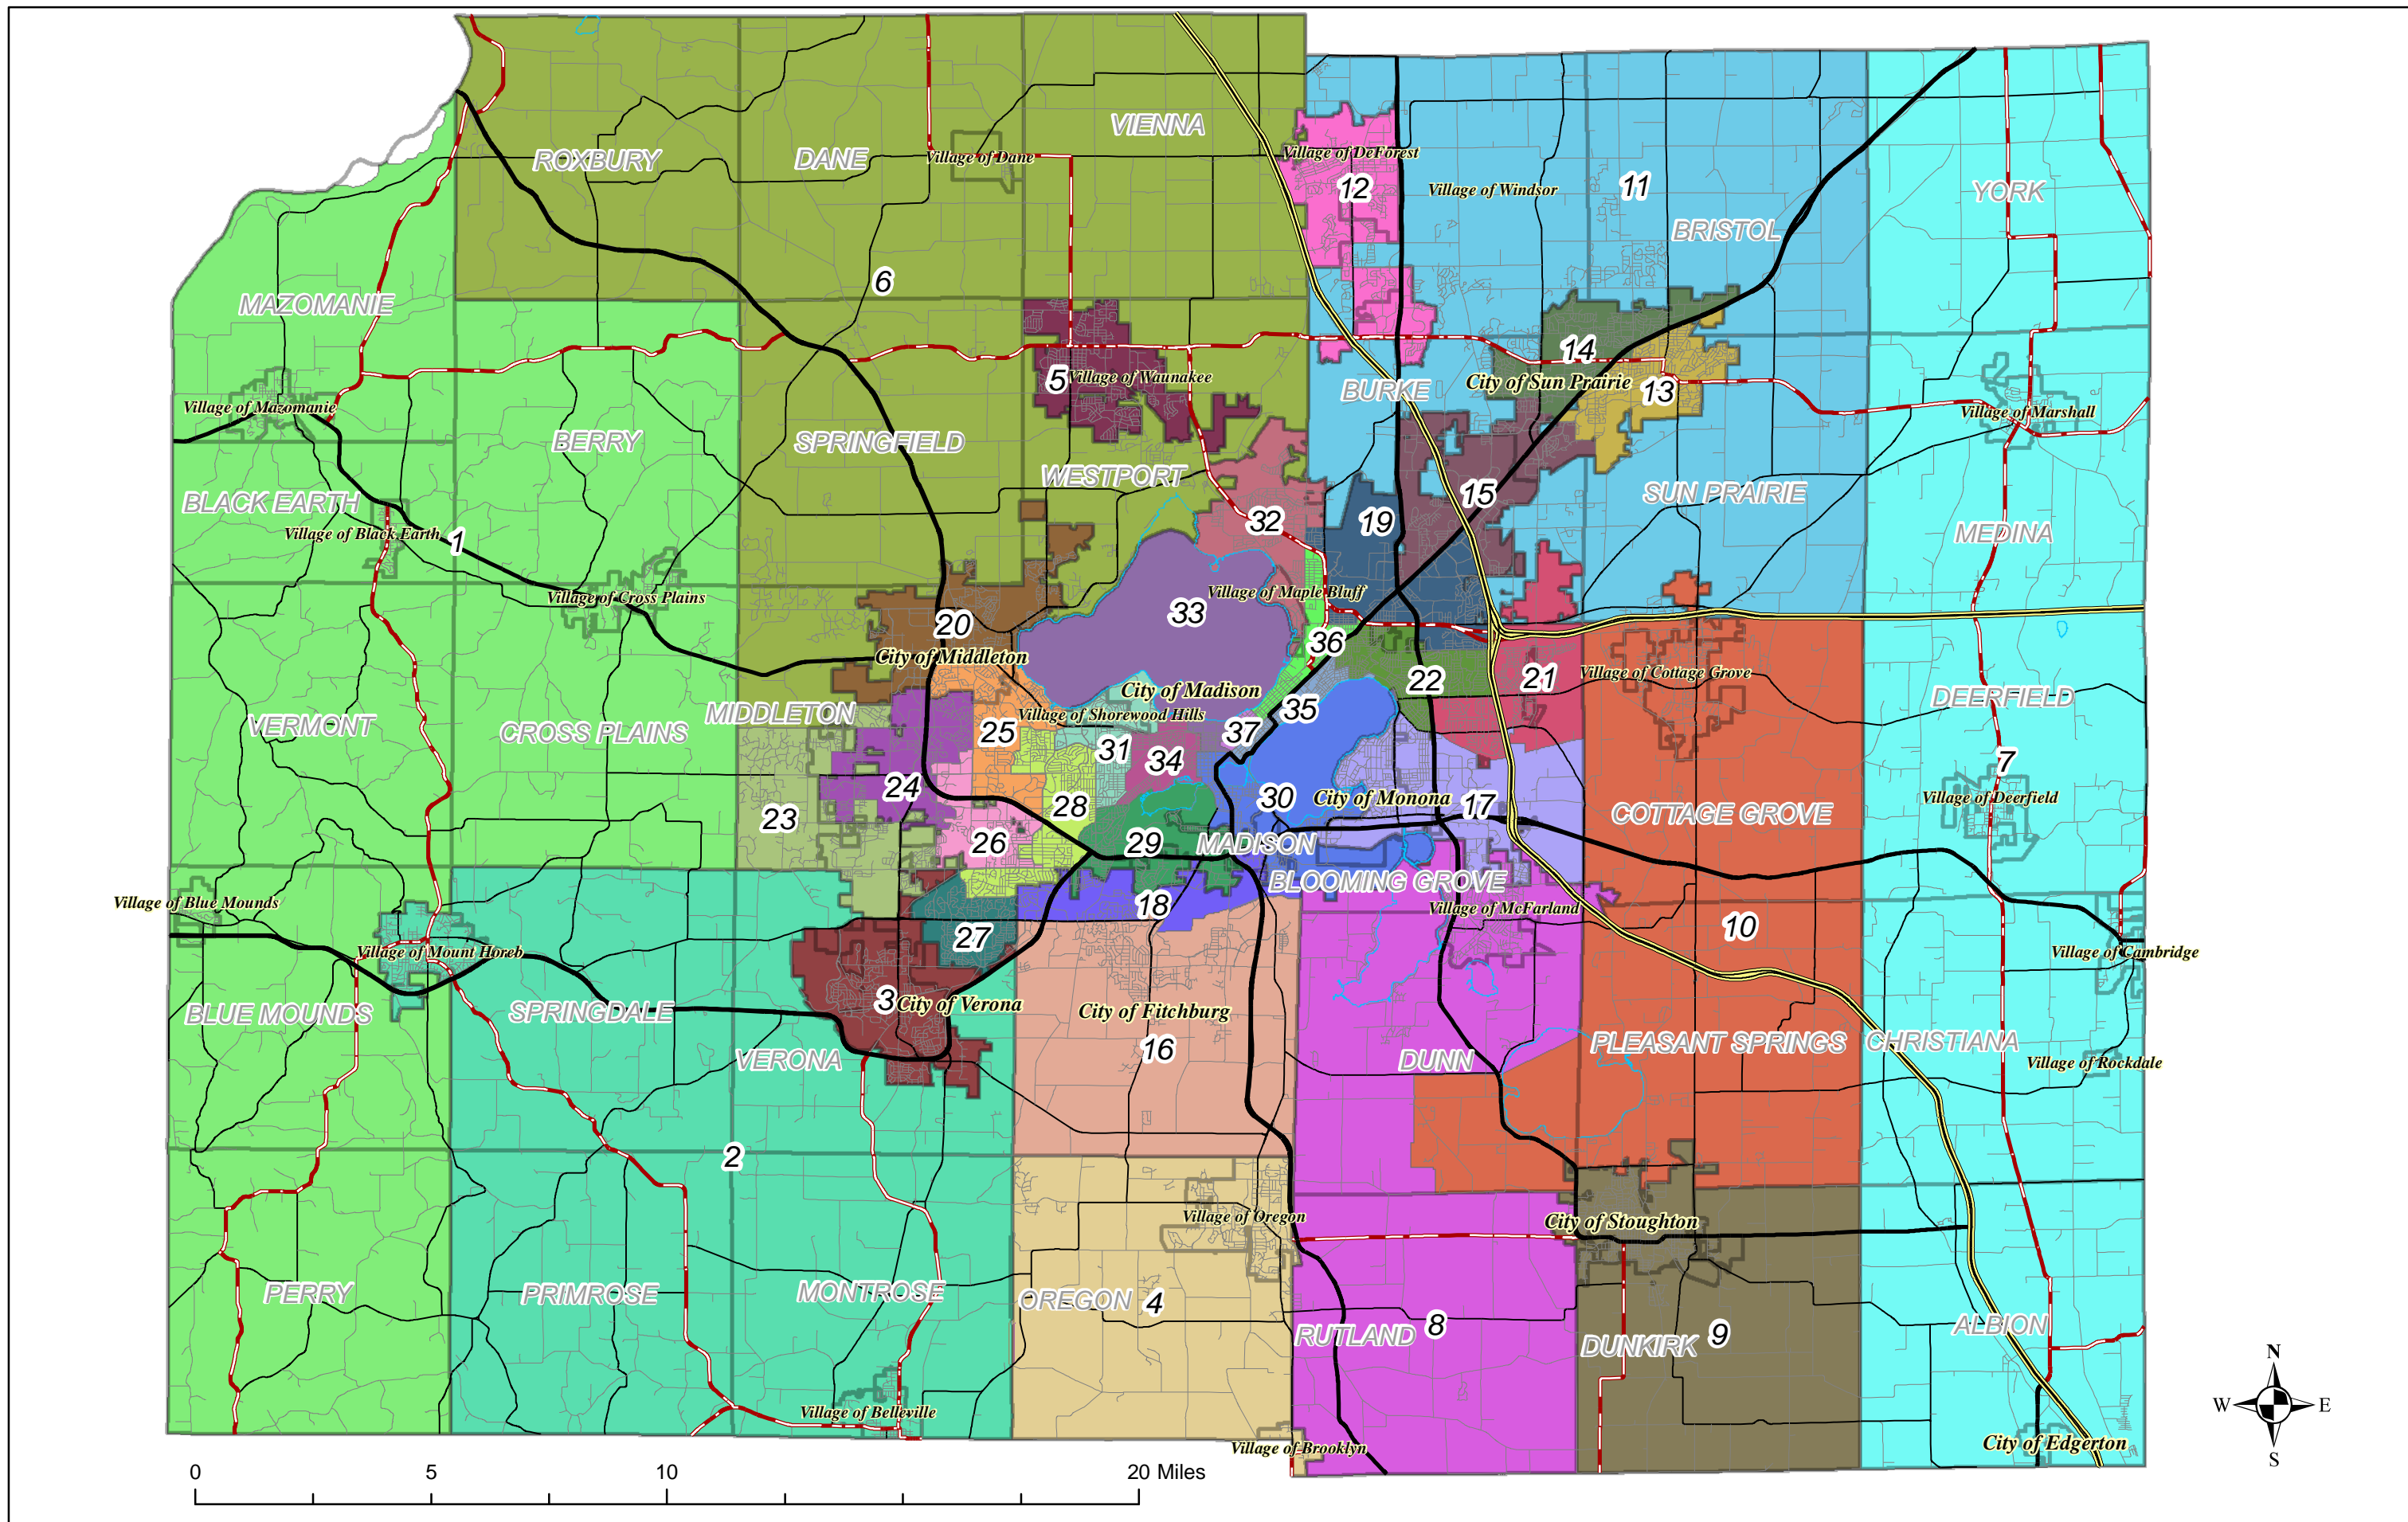 VIENNA
ROXBURY
DANE
Village of Dane
Village of DeForest
12
Village of Windsor
11
YORK
BRISTOL
6
MAZOMANIE
14
5
Village of Waunakee
City of Sun Prairie
BURKE
13
Village of Mazomanie
Village of Marshall
BERRY
SPRINGFIELD
WESTPORT
BLACK EARTH
15
SUN PRAIRIE
Village of Black Earth
1
32
19
MEDINA
Village of Cross Plains
Village of Maple Bluff
33
20
36
City of Middleton
22
21
Village of Cottage Grove
City of Madison
DEERFIELD
MIDDLETON
Village of Shorewood Hills
35
VERMONT
CROSS PLAINS
25
37
31
34
7
24
28
30
City of Monona
17
Village of Deerfield
23
COTTAGE GROVE
26
29
MADISON
BLOOMING GROVE
Village of Blue Mounds
18
Village of McFarland
10
27
Village of Mount Horeb
Village of Cambridge
3
City of Verona
BLUE MOUNDS
SPRINGDALE
City of Fitchburg
16
VERONA
DUNN
PLEASANT SPRINGS
CHRISTIANA
Village of Rockdale
2
Village of Oregon
City of Stoughton
PERRY
PRIMROSE
MONTROSE
OREGON
4
RUTLAND
8
DUNKIRK
9
ALBION
Village of Belleville
Village of Brooklyn
City of Edgerton
N
W
E
S
0
5
10
20 Miles